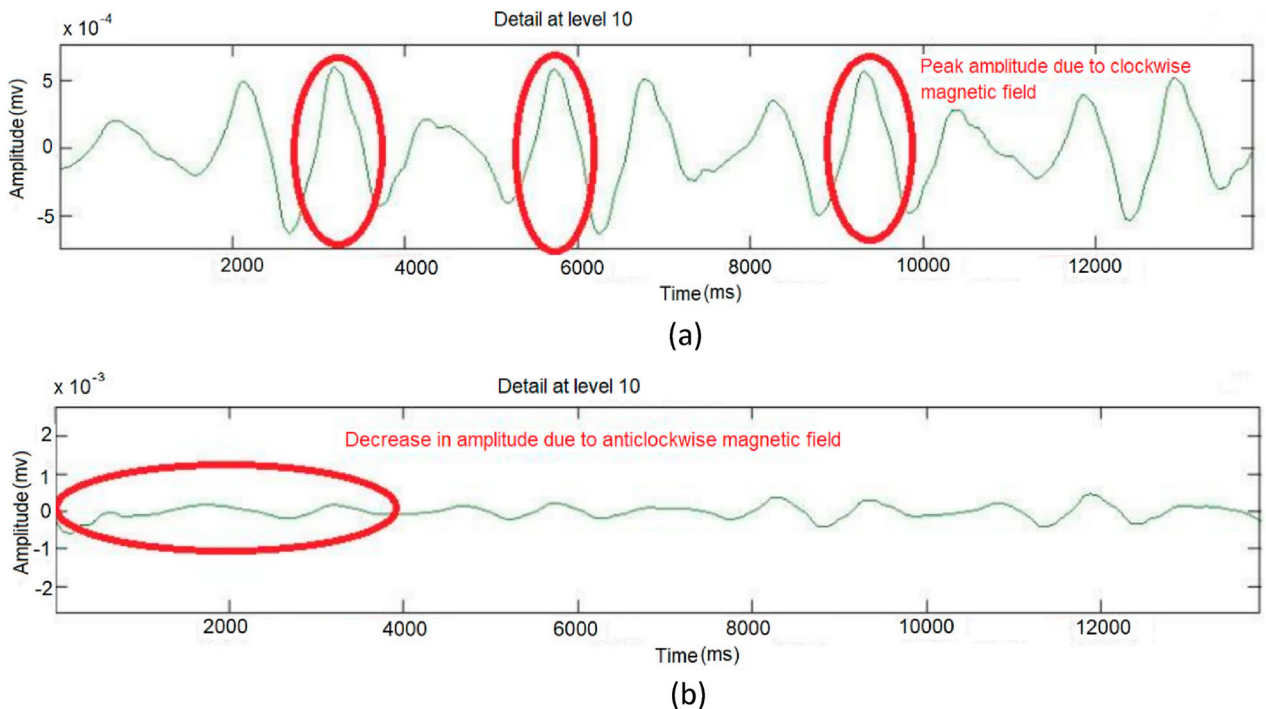 x 10-4
Detail at level 10
Peak amplitude due to clockwise
magnetic field
5
0
-5
Amplitude (mv)
2000 4000 6000 8000 10000 12000
Time (ms)
(a)
x 10-3
Detail at level 10
Decrease in amplitude due to anticlockwise magnetic field
2
1
0
-1
-2
Amplitude (mv)
2000 4000 6000 8000 10000 12000
Time (ms)
(b)